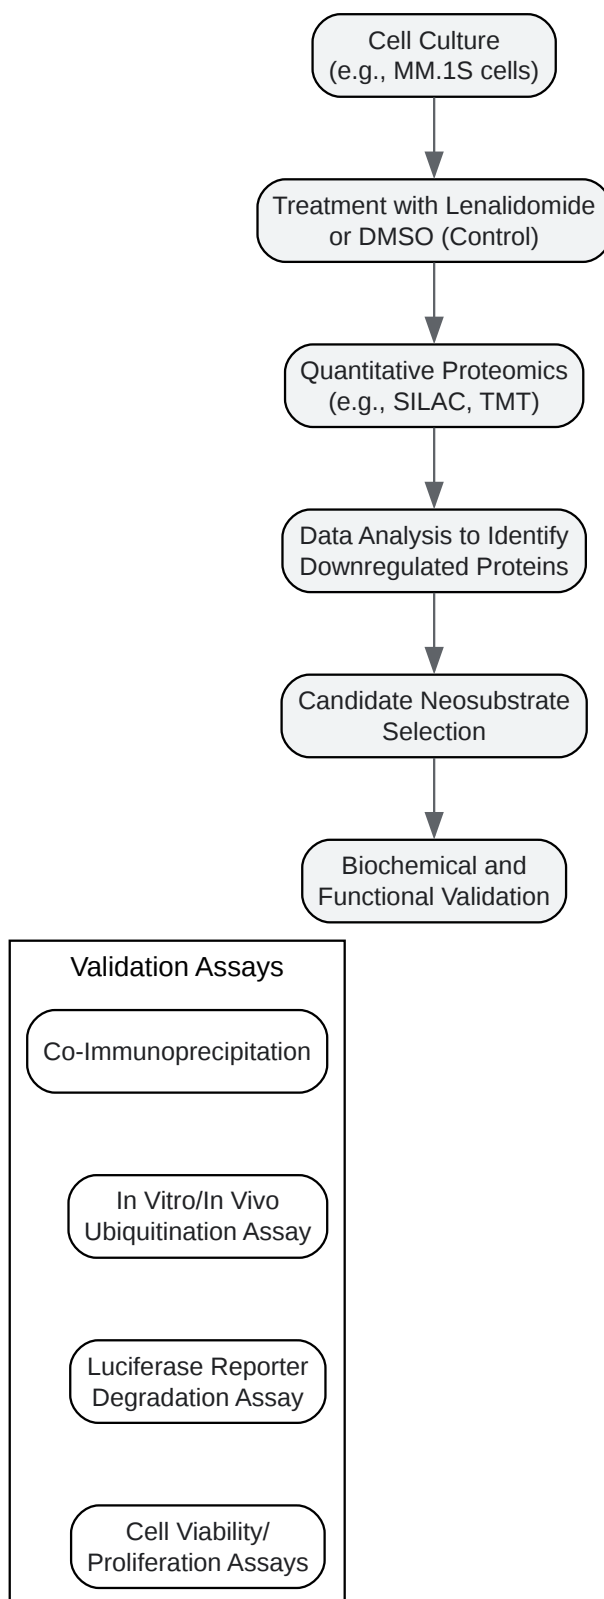 Cell Culture
(e.g., MM.1S cells)
Treatment with Lenalidomide
or DMSO (Control)
Quantitative Proteomics
(e.g., SILAC, TMT)
Data Analysis to Identify
Downregulated Proteins
Candidate Neosubstrate
Selection
Biochemical and
Functional Validation
Validation Assays
Co-Immunoprecipitation
In Vitro/In Vivo
Ubiquitination Assay
Luciferase Reporter
Degradation Assay
Cell Viability/
Proliferation Assays